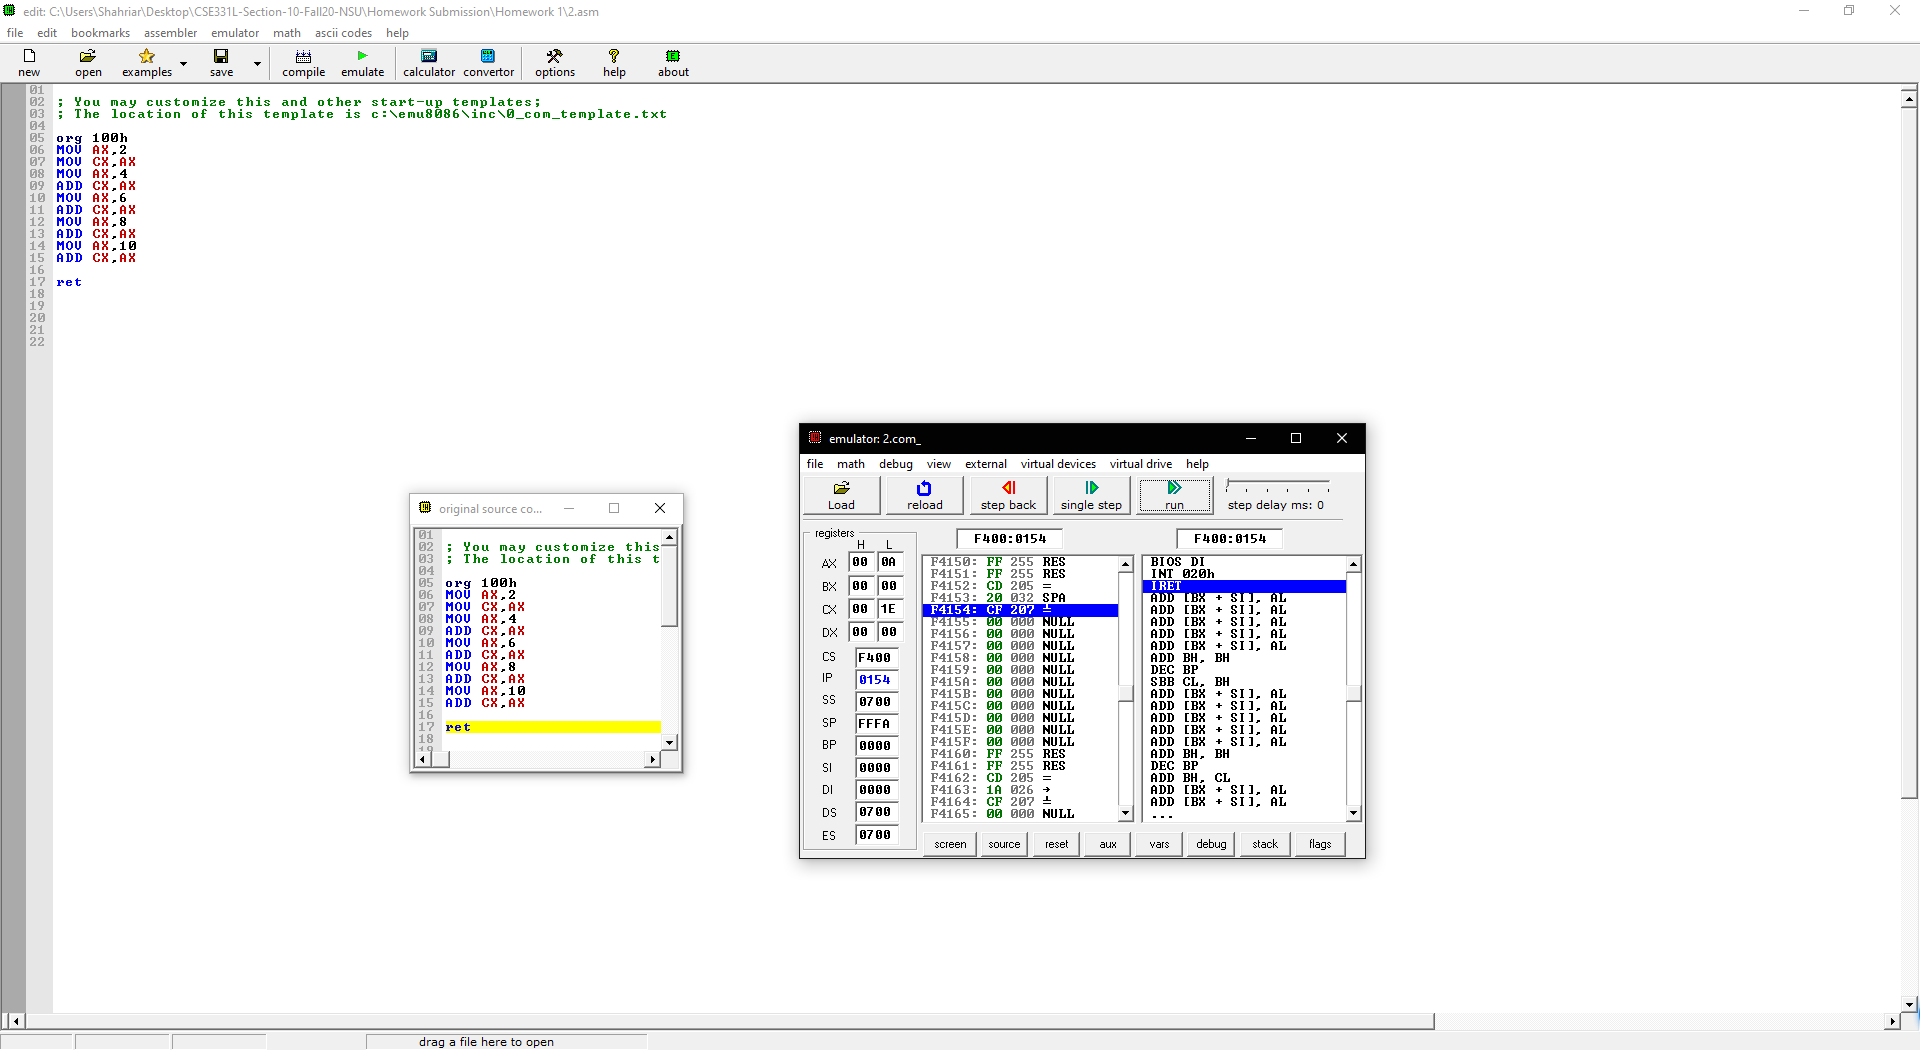 edit: C:\Users\Shahriar\Desktop\CSE331L-Section-10-Fall20-NSU\Homework Submission\Homework 1\2.asm
file edit bookmarks assembler emulator math ascii codes help
new open examples save compile emulate calculator convertor options help about
01
02 ; You may customize this and other start-up templates;
03 ; The location of this template is c:\emu8086\inc\0_com_template.txt
04
05 org 100h
06 MOV AX,2
07 MOV CX,AX
08 MOV AX,4
09 ADD CX,AX
10 MOV AX,6
11 ADD CX,AX
12 MOV AX,8
13 ADD CX,AX
14 MOV AX,10
15 ADD CX,AX
16
17 ret
18
19
20
21
22
original source co...
01
02 ; You may customize this
03 ; The location of this t
04
05 org 100h
06 MOV AX,2
07 MOV CX,AX
08 MOV AX,4
09 ADD CX,AX
10 MOV AX,6
11 ADD CX,AX
12 MOV AX,8
13 ADD CX,AX
14 MOV AX,10
15 ADD CX,AX
16
17 ret
18
19
emulator: 2.com_
file math debug view external virtual devices virtual drive help
Load reload step back single step run step delay ms: 0
registers
H L
AX 00 0A
BX 00 00
CX 00 1E
DX 00 00
CS F400
IP 0154
SS 0700
SP FFFA
BP 0000
SI 0000
DI 0000
DS 0700
ES 0700
F400:0154
F4150: FF 255 RES
F4151: FF 255 RES
F4152: CD 205 =
F4153: 20 032 SPA
F4154: CF 207 ╧
F4155: 00 000 NULL
F4156: 00 000 NULL
F4157: 00 000 NULL
F4158: 00 000 NULL
F4159: 00 000 NULL
F415A: 00 000 NULL
F415B: 00 000 NULL
F415C: 00 000 NULL
F415D: 00 000 NULL
F415E: 00 000 NULL
F415F: 00 000 NULL
F4160: FF 255 RES
F4161: FF 255 RES
F4162: CD 205 =
F4163: 1A 026 →
F4164: CF 207 ╧
F4165: 00 000 NULL
F400:0154
BIOS DI
INT 020h
IRET
ADD [BX + SI], AL
ADD [BX + SI], AL
ADD [BX + SI], AL
ADD [BX + SI], AL
ADD [BX + SI], AL
ADD BH, BH
DEC BP
SBB CL, BH
ADD [BX + SI], AL
ADD [BX + SI], AL
ADD [BX + SI], AL
ADD [BX + SI], AL
ADD [BX + SI], AL
ADD BH, BH
DEC BP
ADD BH, CL
ADD [BX + SI], AL
ADD [BX + SI], AL
...
screen source reset aux vars debug stack flags
drag a file here to open